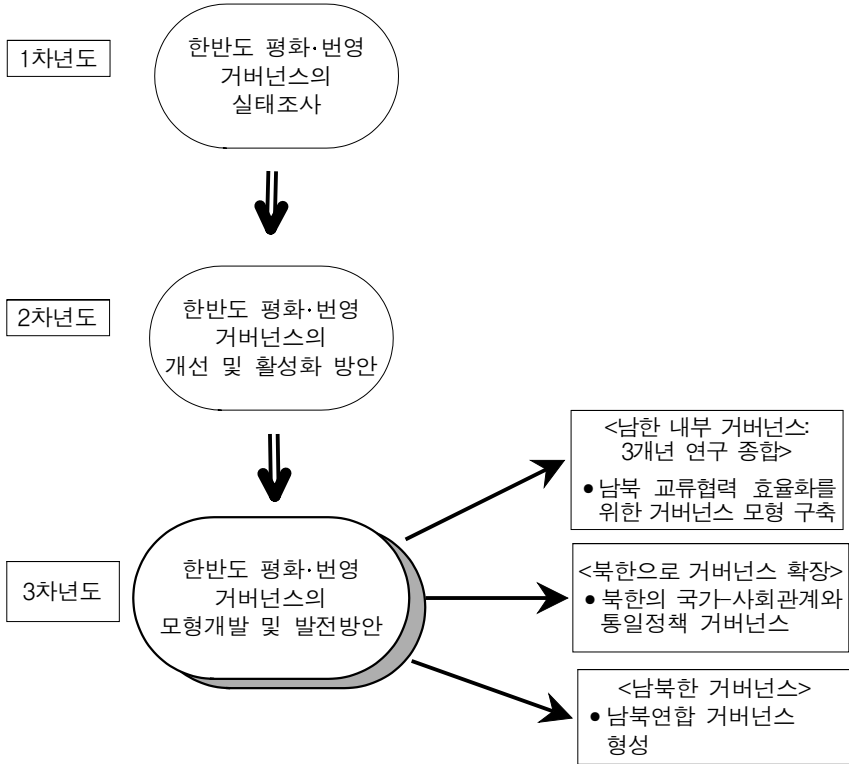 1차년도
한반도 평화·번영
거버넌스의
실태조사
2차년도
한반도 평화·번영
거버넌스의
개선 및 활성화 방안
3차년도
한반도 평화·번영
거버넌스의
모형개발 및 발전방안
<남한 내부 거버넌스:
3개년 연구 종합>
● 남북 교류협력 효율화를
위한 거버넌스 모형 구축
<북한으로 거버넌스 확장>
● 북한의 국가-사회관계와
통일정책 거버넌스
<남북한 거버넌스>
● 남북연합 거버넌스
형성